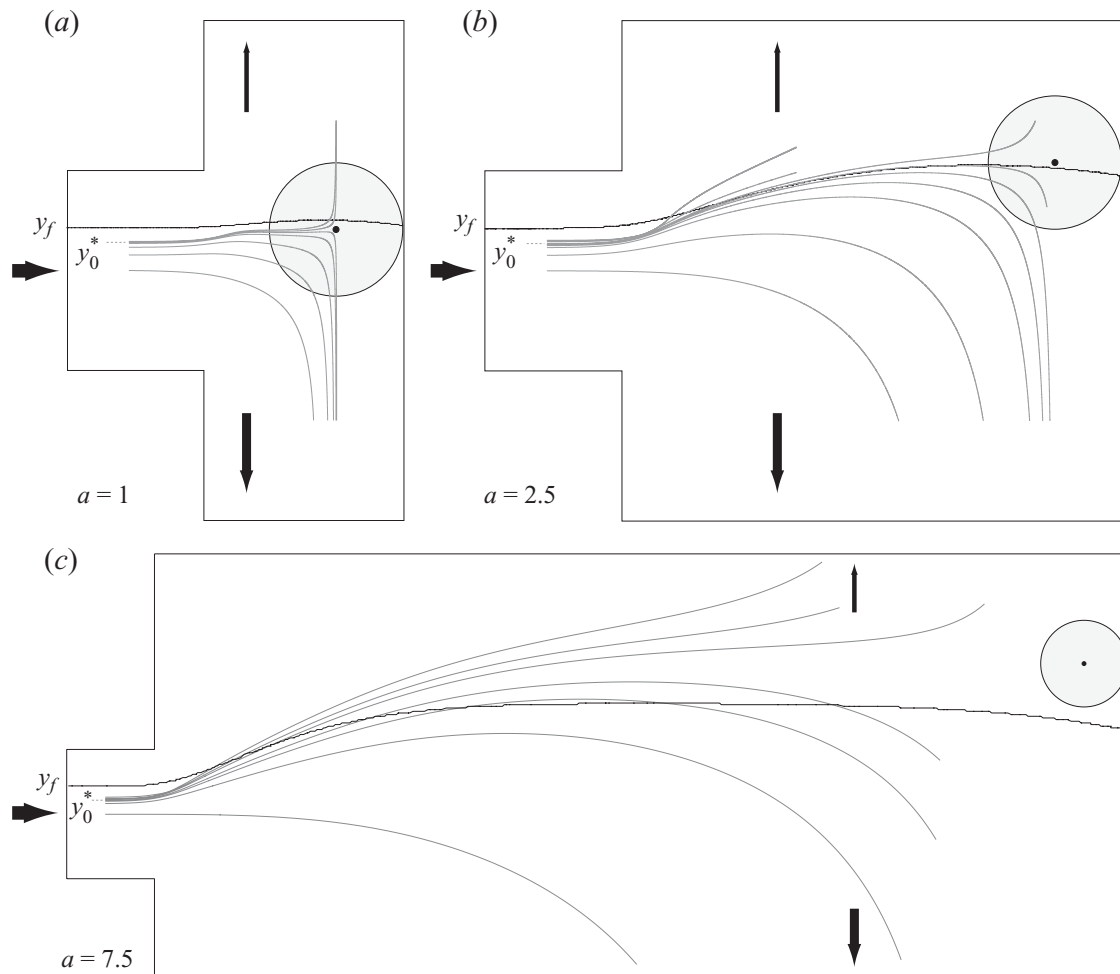 (a)
(b)
y_f
y_0^*
y_f
y_0^*
a = 1
a = 2.5
(c)
y_f
y_0^*
a = 7.5